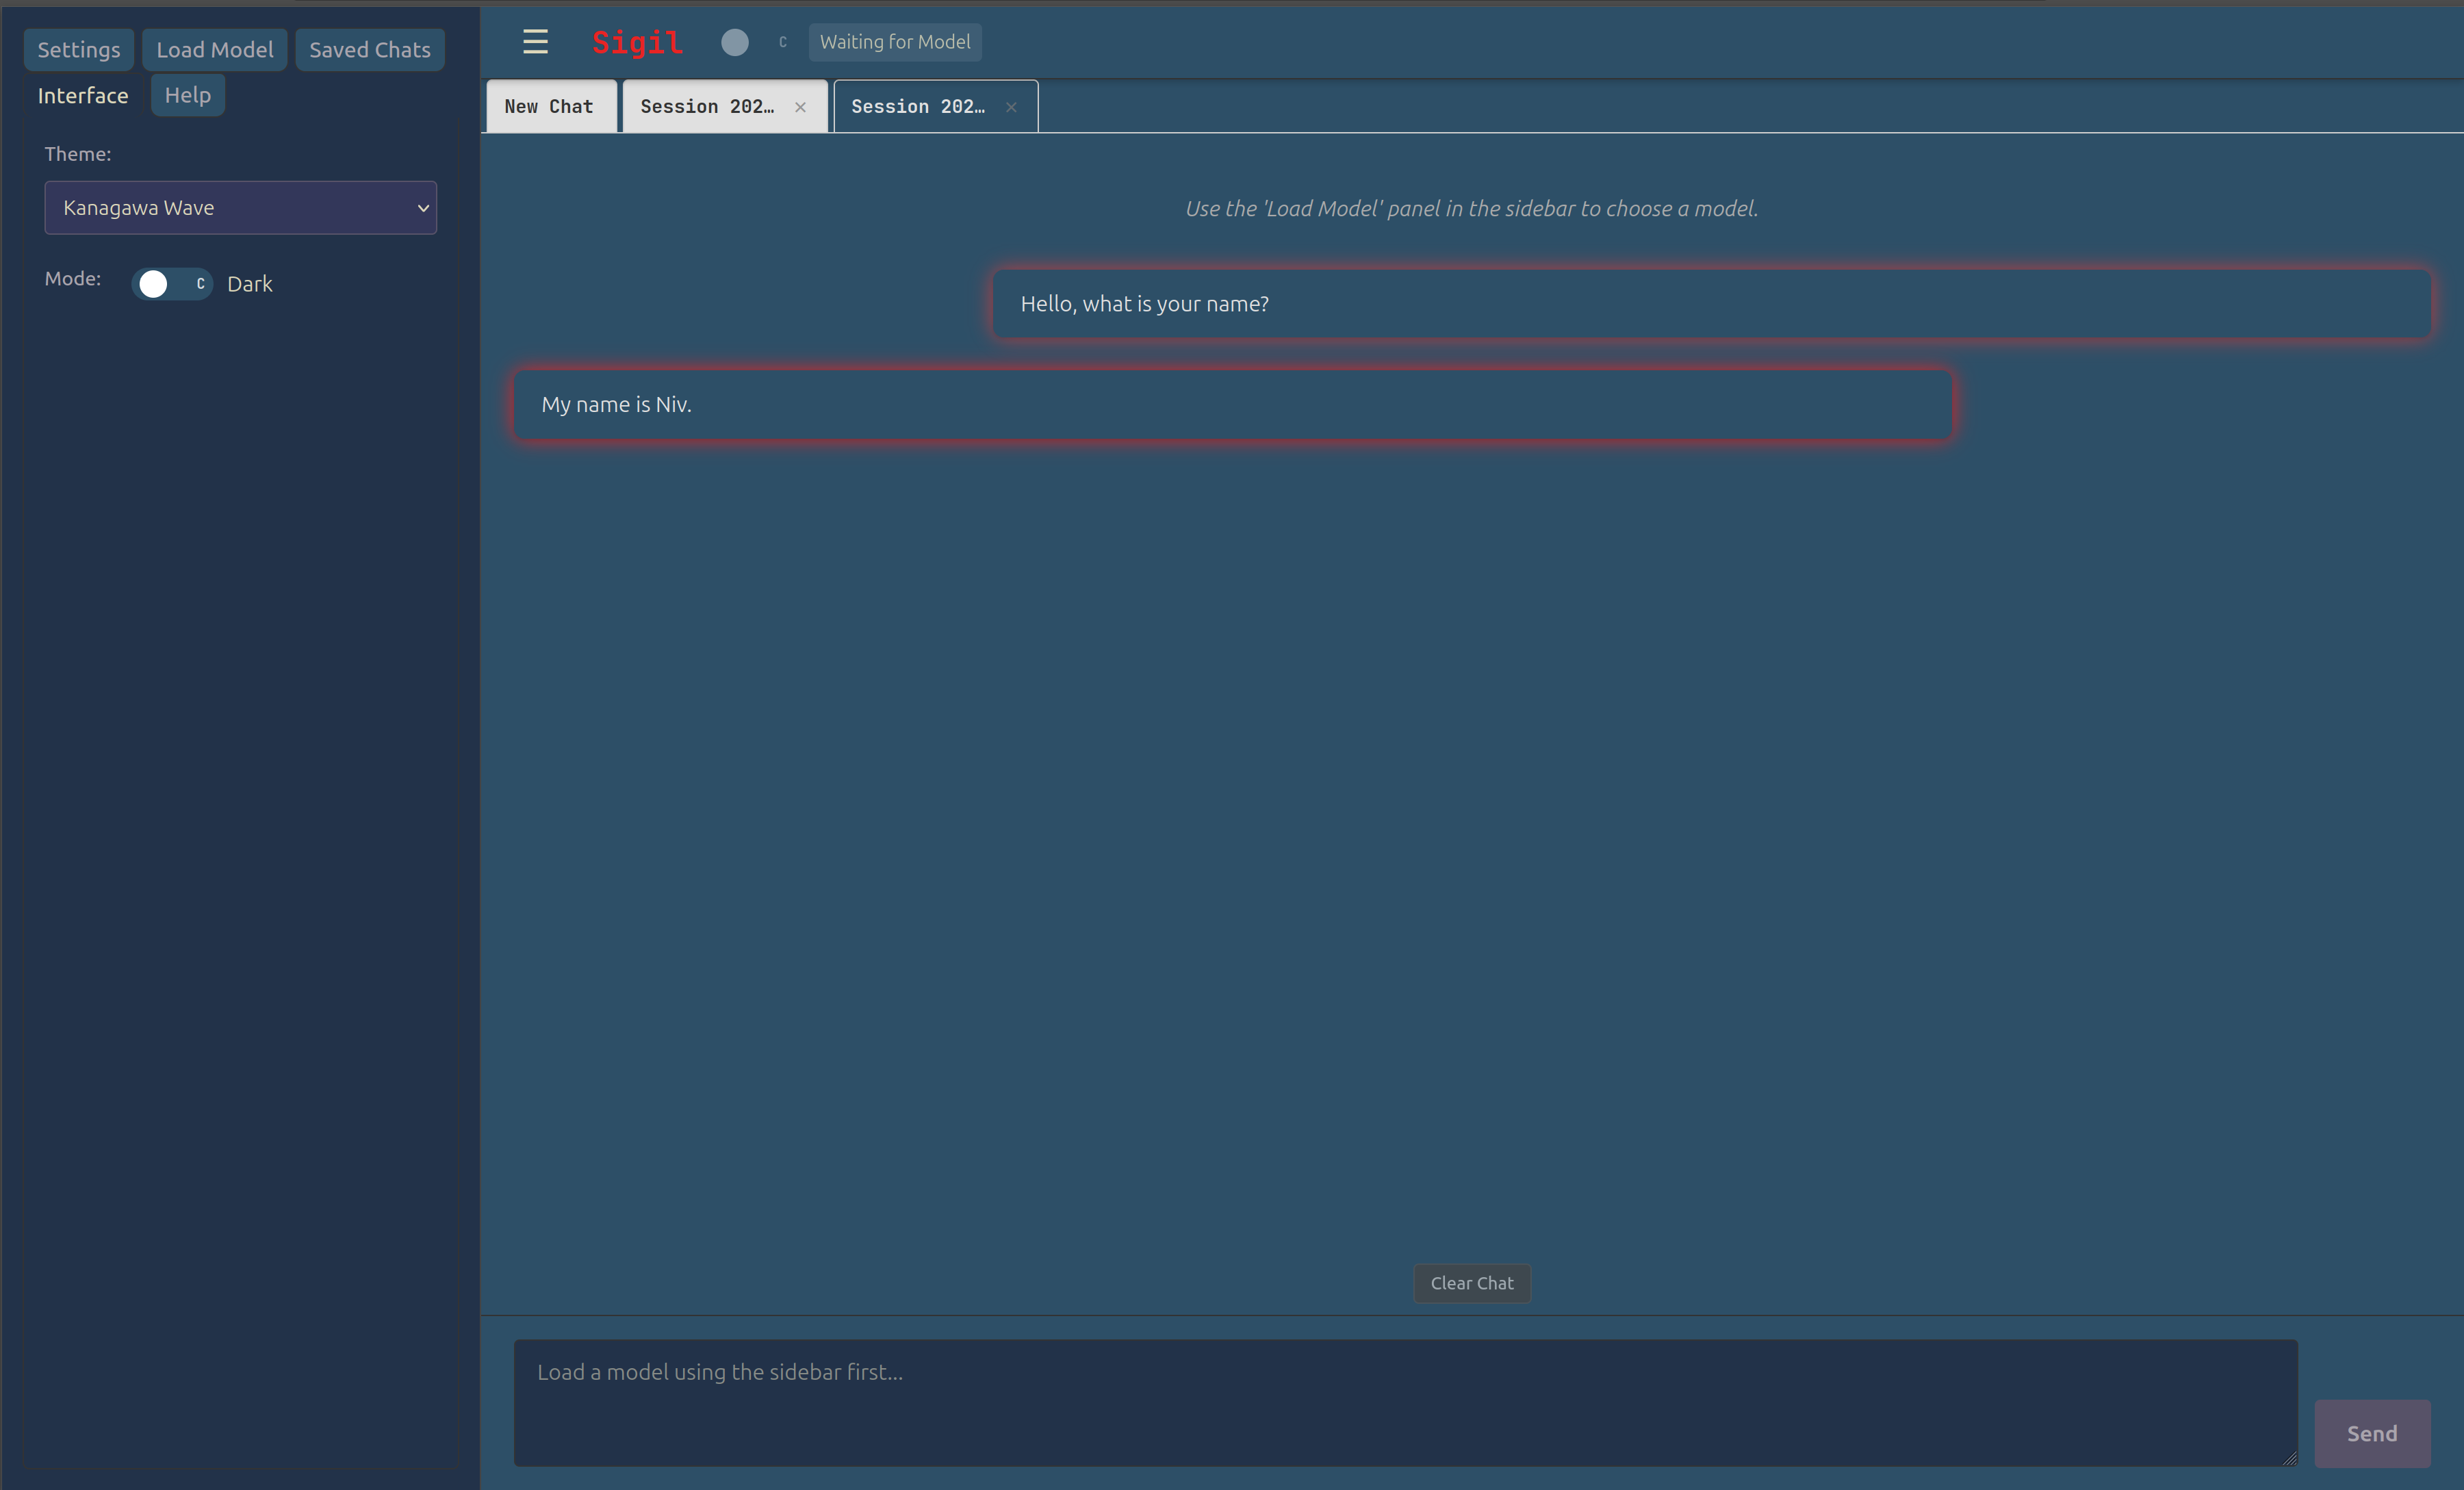 Settings Load Model Saved Chats
Interface Help
Theme:
Kanagawa Wave
Mode: C Dark
☰ Sigil C Waiting for Model
New Chat Session 202… × Session 202… ×
Use the 'Load Model' panel in the sidebar to choose a model.
Hello, what is your name?
My name is Niv.
Clear Chat
Load a model using the sidebar first...
Send